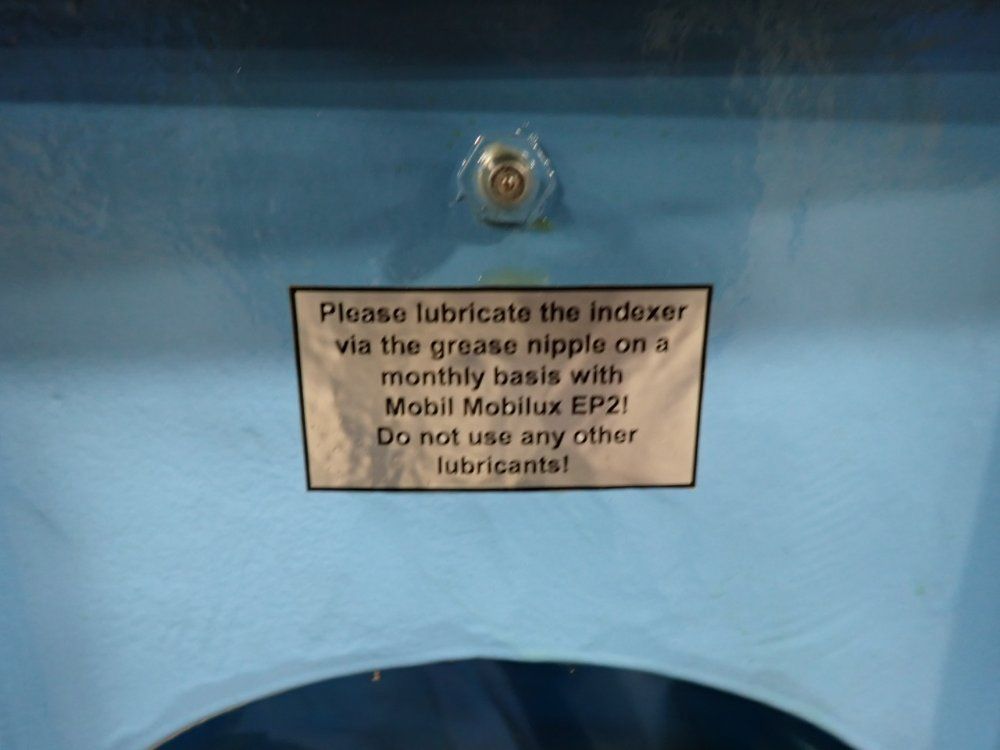 Please lubricate the indexer
via the grease nipple on a
monthly basis with
Mobil Mobilux EP2!
Do not use any other
lubricants!